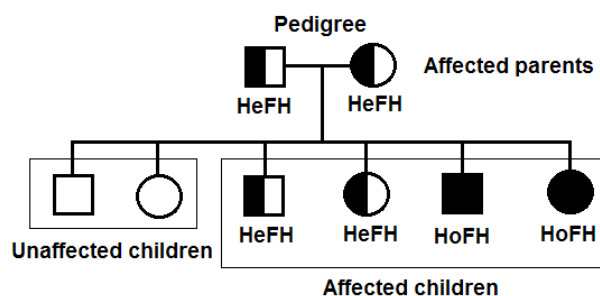 Pedigree
Affected parents
HeFH
HeFH
HeFH
HeFH
HoFH
HoFH
Unaffected children
Affected children